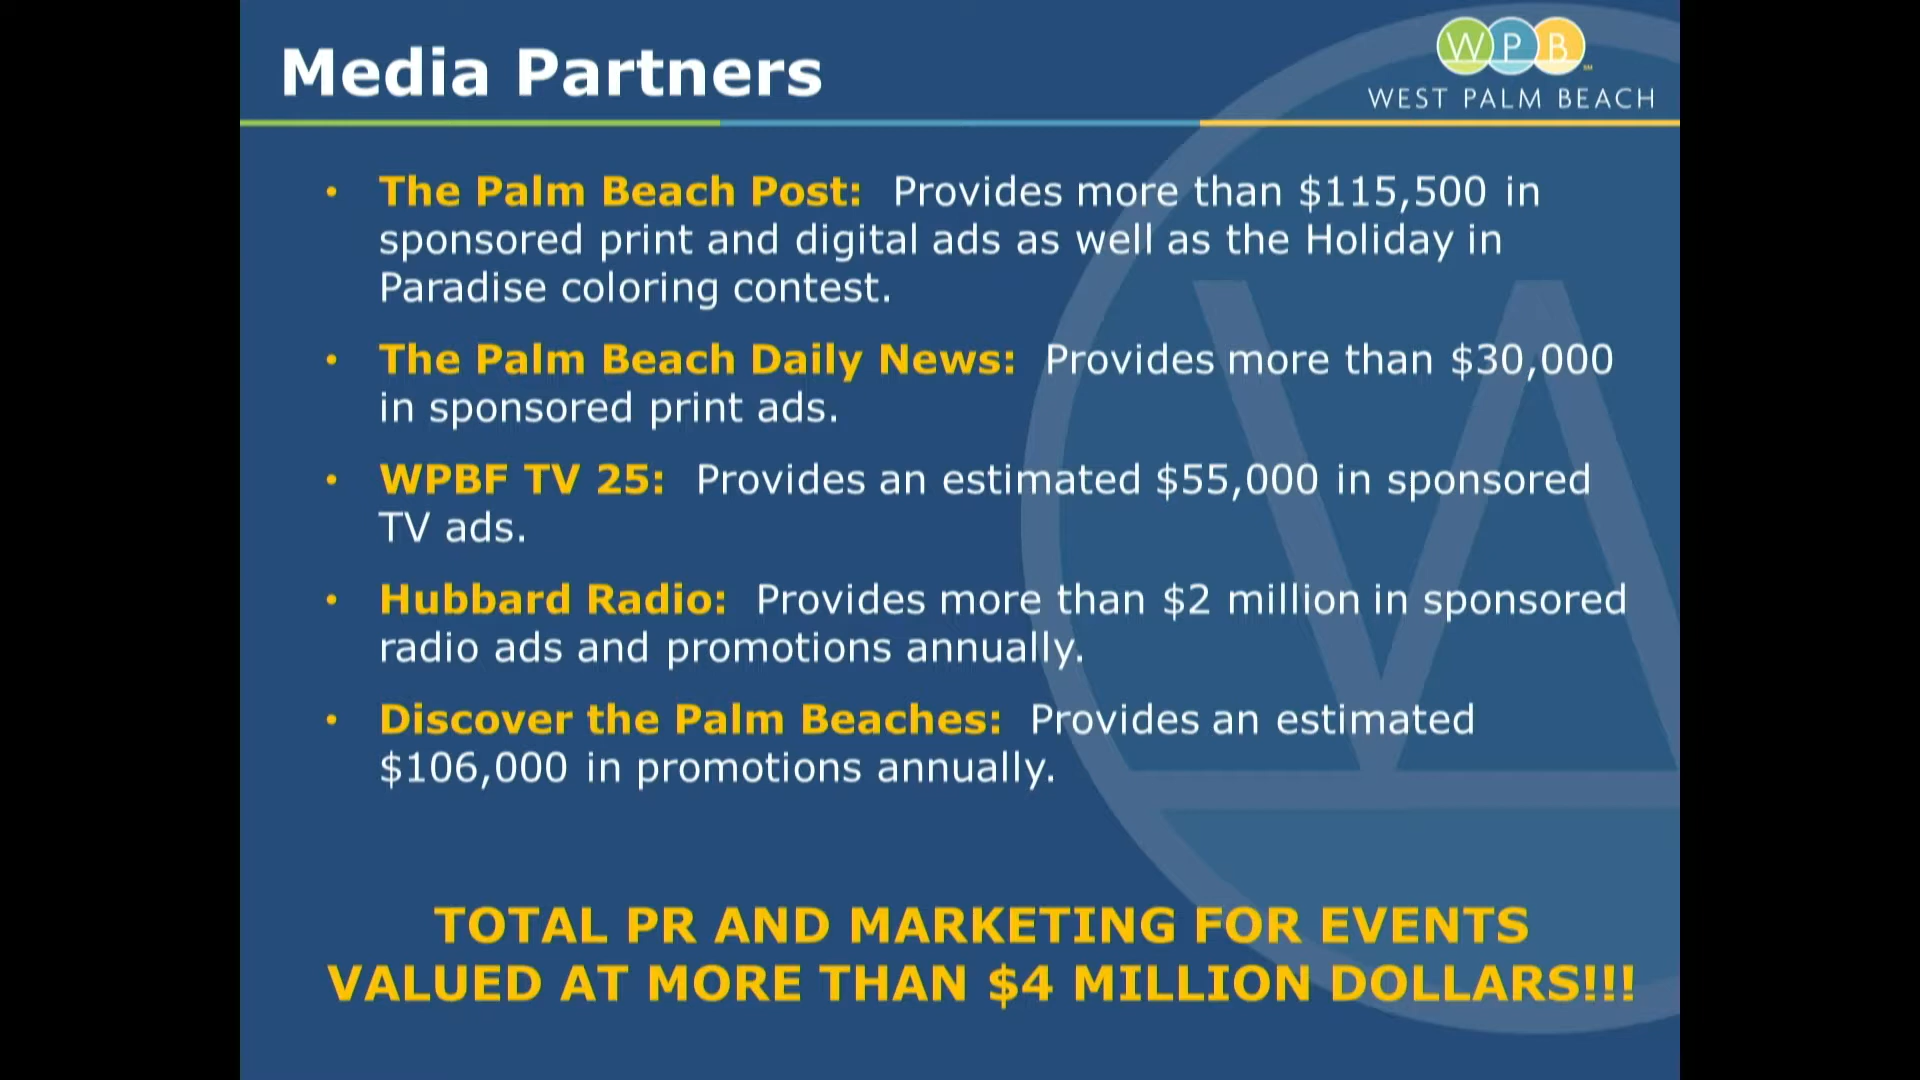 Media Partners
WPB
WEST PALM BEACH
• The Palm Beach Post: Provides more than $115,500 in
sponsored print and digital ads as well as the Holiday in
Paradise coloring contest.
• The Palm Beach Daily News: Provides more than $30,000
in sponsored print ads.
• WPBF TV 25: Provides an estimated $55,000 in sponsored
TV ads.
• Hubbard Radio: Provides more than $2 million in sponsored
radio ads and promotions annually.
• Discover the Palm Beaches: Provides an estimated
$106,000 in promotions annually.
TOTAL PR AND MARKETING FOR EVENTS
VALUED AT MORE THAN $4 MILLION DOLLARS!!!